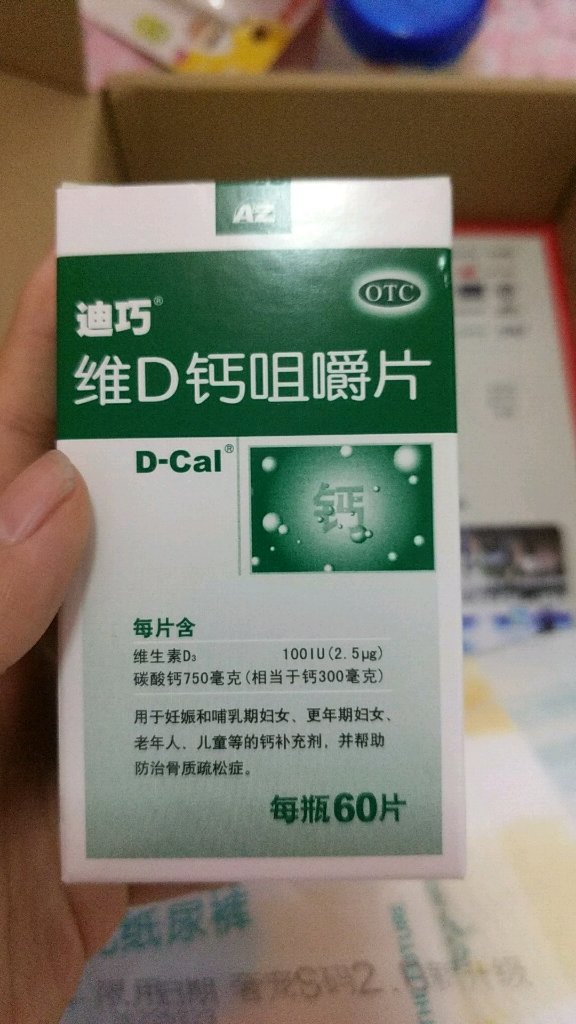 AZ
OTC
迪巧®
维D钙咀嚼片
D-Cal®
钙
每片含
维生素D₃ 100IU(2.5μg)
碳酸钙750毫克(相当于钙300毫克)
用于妊娠和哺乳期妇女、更年期妇女、
老年人、儿童等的钙补充剂，并帮助
防治骨质疏松症。
每瓶60片
纸尿裤